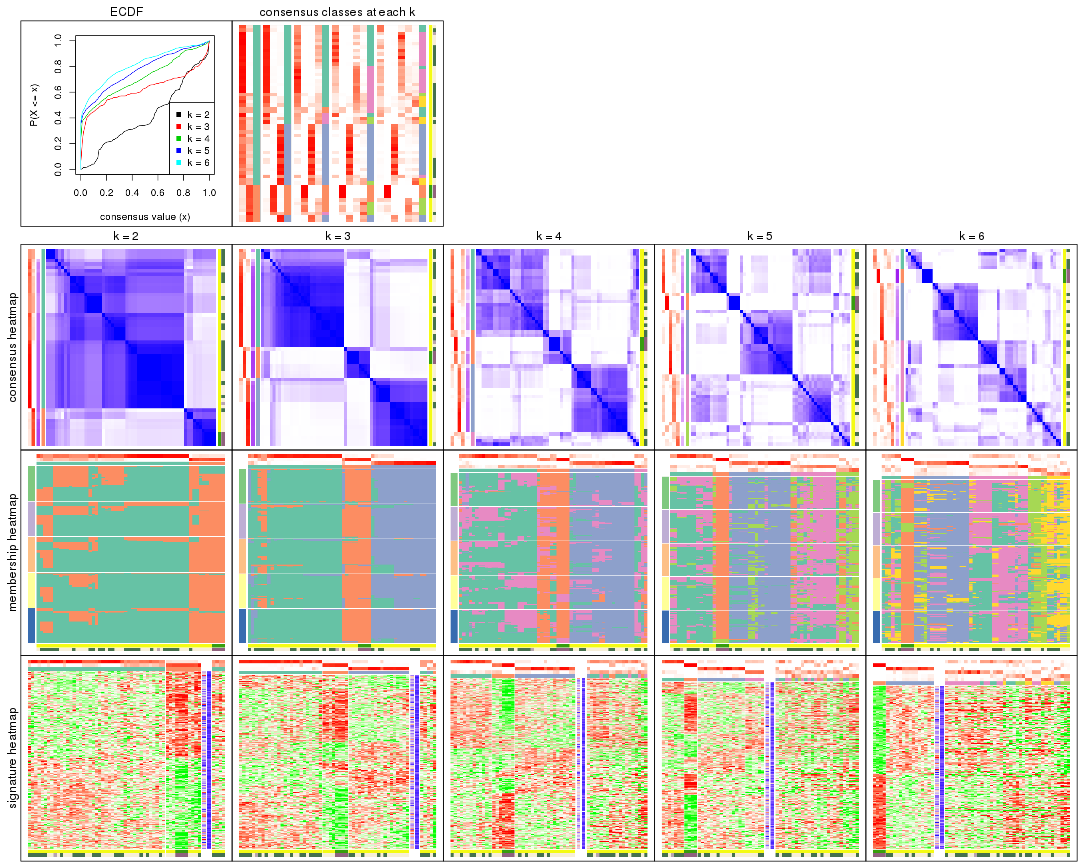 ECDF
consensus classes at each k
P(X <= x)
0.0 0.2 0.4 0.6 0.8 1.0
k = 2
k = 3
k = 4
k = 5
k = 6
0.0 0.2 0.4 0.6 0.8 1.0
consensus value (x)
k = 2 k = 3 k = 4 k = 5 k = 6
consensus heatmap
membership heatmap
signature heatmap